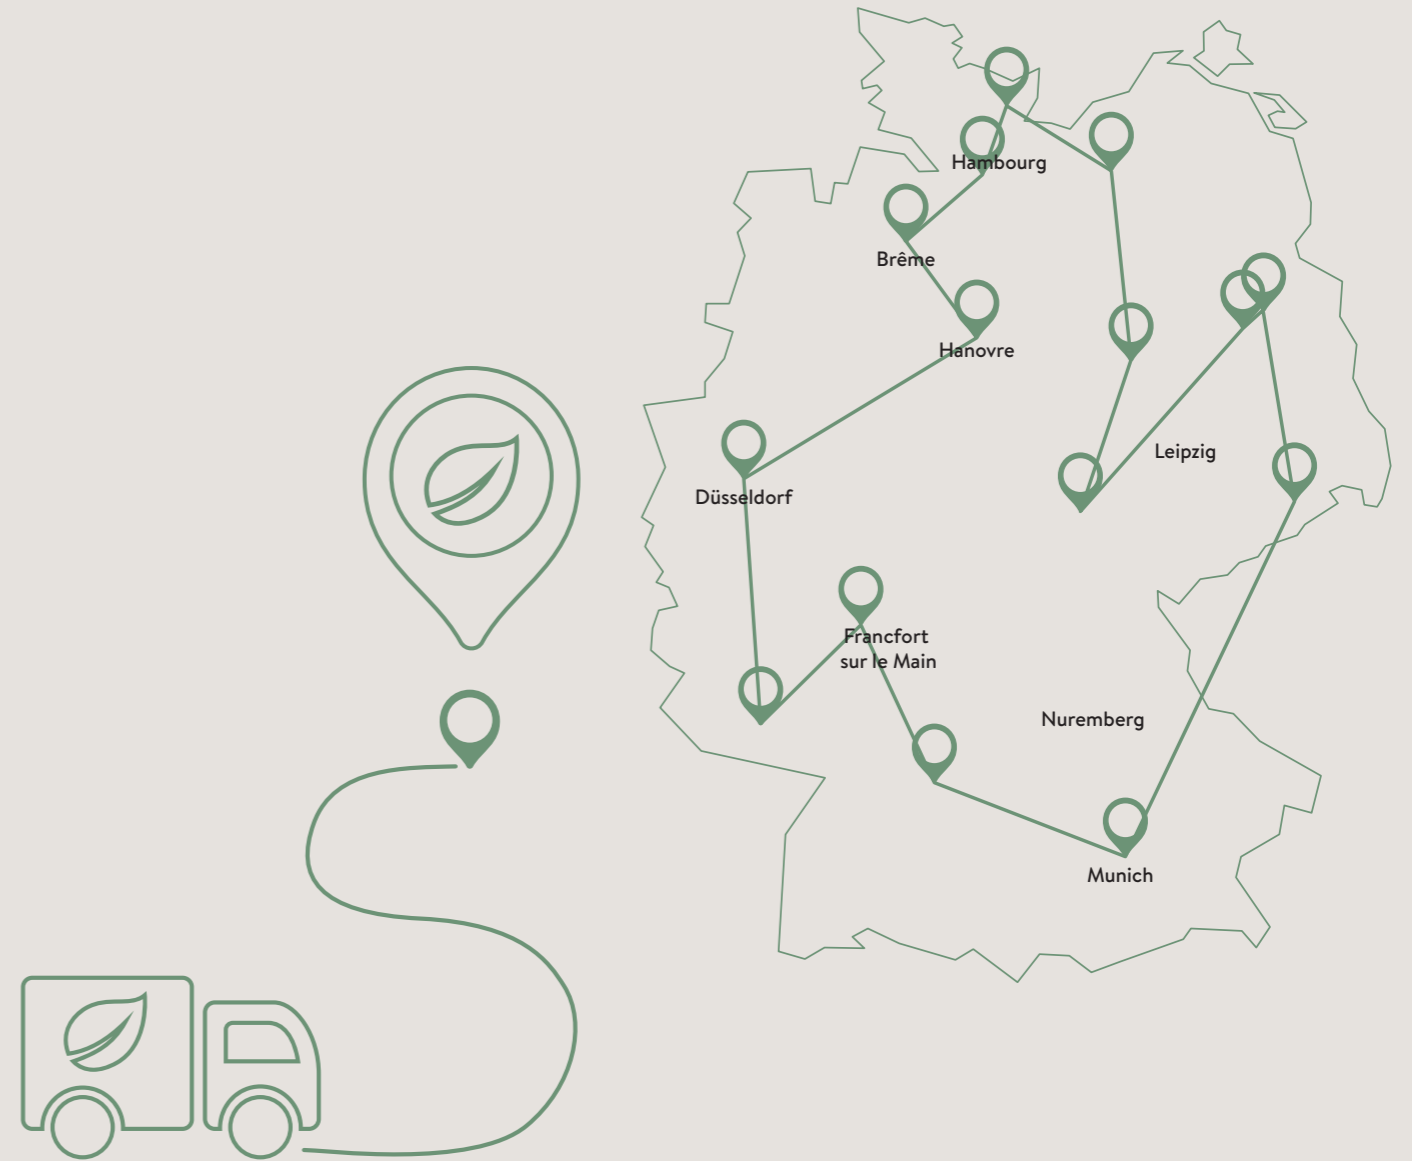 Hambourg
Brême
Hanovre
Leipzig
Düsseldorf
Francfort
sur le Main
Nuremberg
Munich